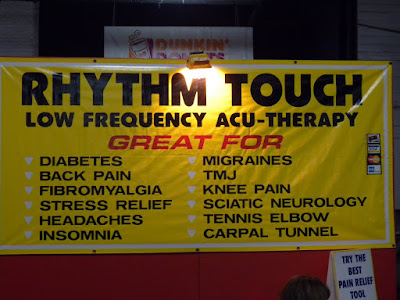 DUNKIN'
DONUTS
RHYTHM TOUCH
LOW FREQUENCY ACU-THERAPY
GREAT FOR
DIABETES
BACK PAIN
FIBROMYALGIA
STRESS RELIEF
HEADACHES
INSOMNIA
MIGRAINES
TMJ
KNEE PAIN
SCIATIC NEUROLOGY
TENNIS ELBOW
CARPAL TUNNEL
TRY THE
BEST
PAIN RELIEF
TOOL